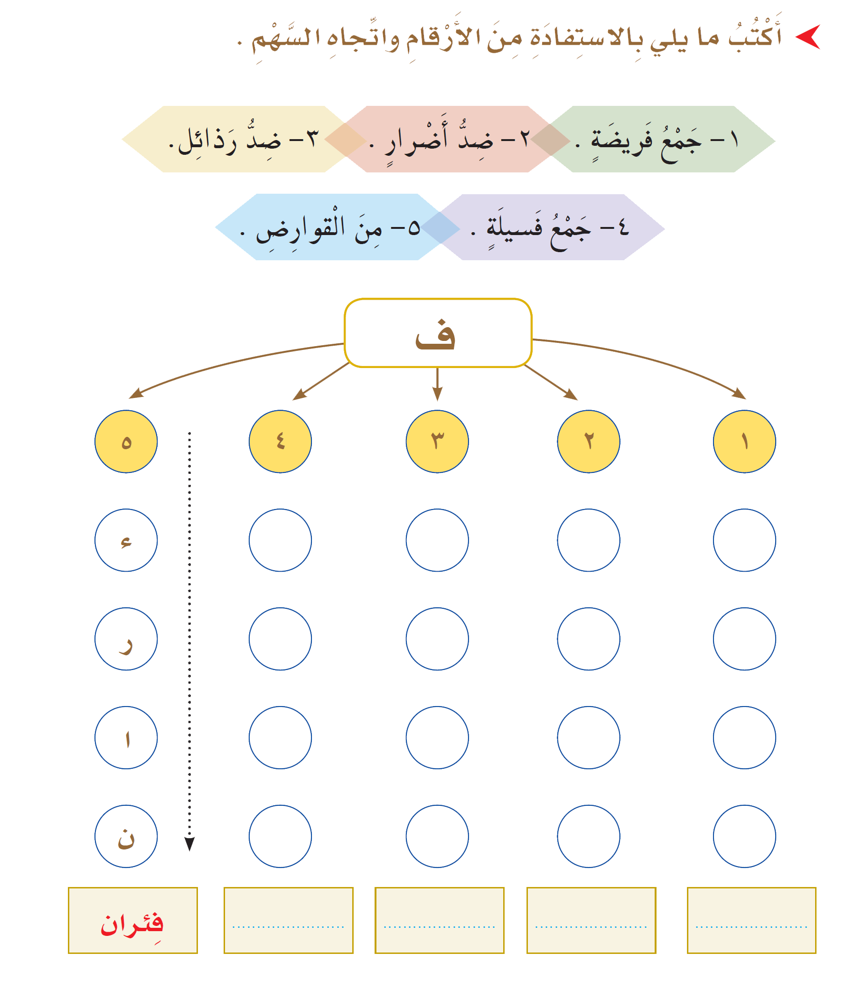 أَكْتُبُ ما يلي بِالاستِفادَةِ مِنَ الأَرْقامِ واتِّجاهِ السَّهْمِ .
١- جَمْعُ فَريضَةٍ . ٢- ضِدُّ أَضْرارٍ . ٣- ضِدُّ رَذائِل.
٤- جَمْعُ فَسيلَةٍ . ٥- مِنَ الْقوارِضِ .
ف
١ ٢ ٣ ٤ ٥
ء
ر
ا
ن
فِئران